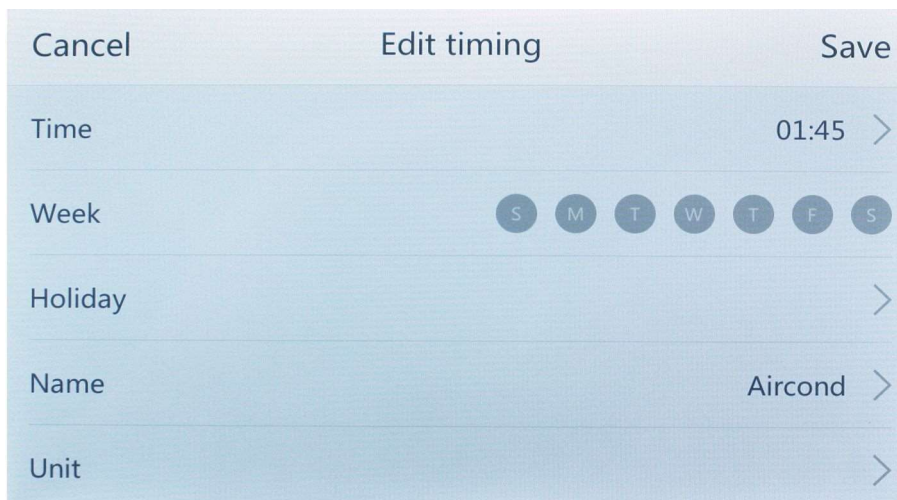 Cancel Edit timing Save
Time 01:45
Week S M T W T F S
Holiday
Name Aircond
Unit